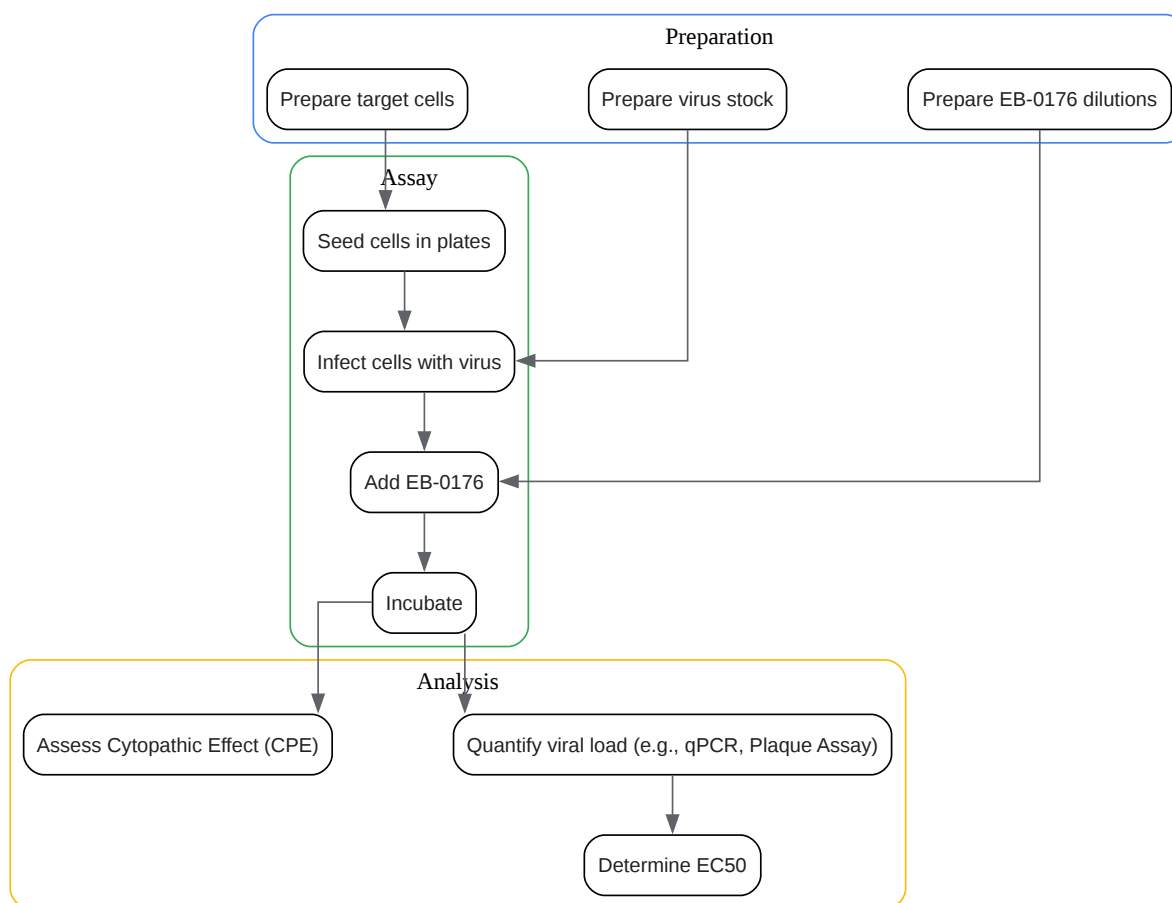 Preparation
Prepare target cells
Prepare virus stock
Prepare EB-0176 dilutions
Assay
Seed cells in plates
Infect cells with virus
Add EB-0176
Incubate
Analysis
Assess Cytopathic Effect (CPE)
Quantify viral load (e.g., qPCR, Plaque Assay)
Determine EC50